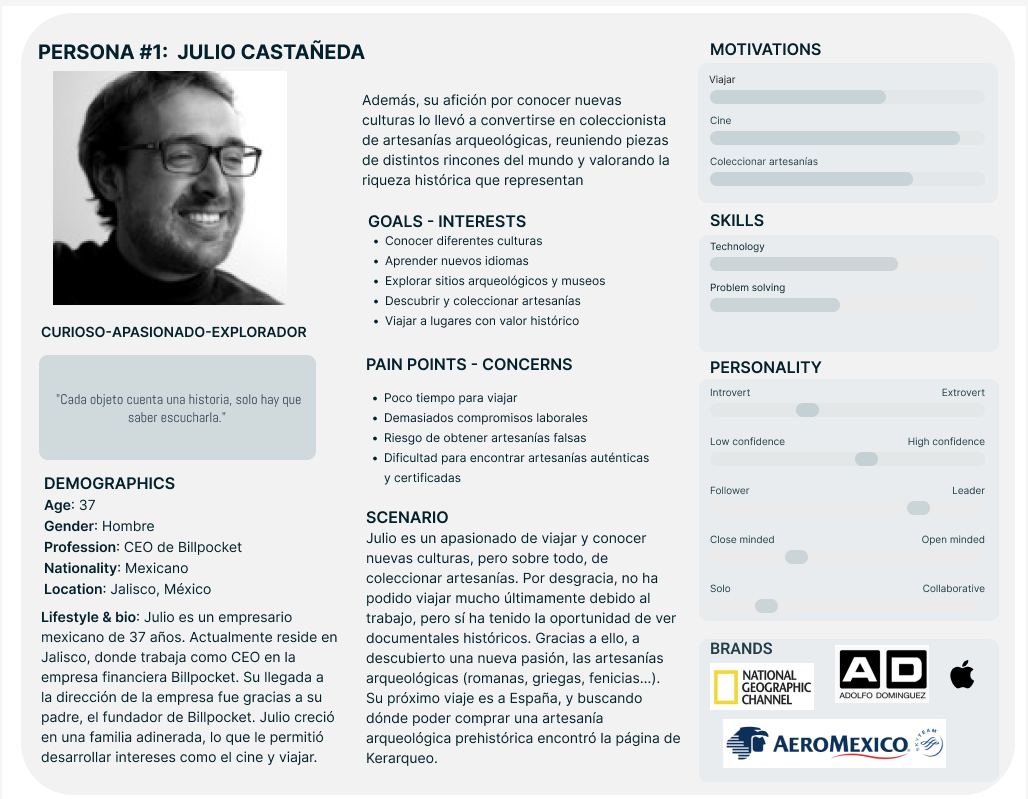 PERSONA #1: JULIO CASTAÑEDA
CURIOSO-APASIONADO-EXPLORADOR
"Cada objeto cuenta una historia, solo hay que
saber escucharla."
DEMOGRAPHICS
Age: 37
Gender: Hombre
Profession: CEO de Billpocket
Nationality: Mexicano
Location: Jalisco, México
Lifestyle & bio: Julio es un empresario
mexicano de 37 años. Actualmente reside en
Jalisco, donde trabaja como CEO en la
empresa financiera Billpocket. Su llegada a
la dirección de la empresa fue gracias a su
padre, el fundador de Billpocket. Julio creció
en una familia adinerada, lo que le permitió
desarrollar intereses como el cine y viajar.
Además, su afición por conocer nuevas
culturas lo llevó a convertirse en coleccionista
de artesanías arqueológicas, reuniendo piezas
de distintos rincones del mundo y valorando la
riqueza histórica que representan
GOALS - INTERESTS
• Conocer diferentes culturas
• Aprender nuevos idiomas
• Explorar sitios arqueológicos y museos
• Descubrir y coleccionar artesanías
• Viajar a lugares con valor histórico
PAIN POINTS - CONCERNS
• Poco tiempo para viajar
• Demasiados compromisos laborales
• Riesgo de obtener artesanías falsas
• Dificultad para encontrar artesanías auténticas
y certificadas
SCENARIO
Julio es un apasionado de viajar y conocer
nuevas culturas, pero sobre todo, de
coleccionar artesanías. Por desgracia, no ha
podido viajar mucho últimamente debido al
trabajo, pero sí ha tenido la oportunidad de ver
documentales históricos. Gracias a ello, a
descubierto una nueva pasión, las artesanías
arqueológicas (romanas, griegas, fenicias...).
Su próximo viaje es a España, y buscando
dónde poder comprar una artesanía
arqueológica prehistórica encontró la página de
Kerarqueo.
MOTIVATIONS
Viajar
Cine
Coleccionar artesanías
SKILLS
Technology
Problem solving
PERSONALITY
Introvert Extrovert
Low confidence High confidence
Follower Leader
Close minded Open minded
Solo Collaborative
BRANDS
NATIONAL
GEOGRAPHIC
CHANNEL
AD
ADOLFO DOMINGUEZ
AEROMEXICO.
SKYTEAM